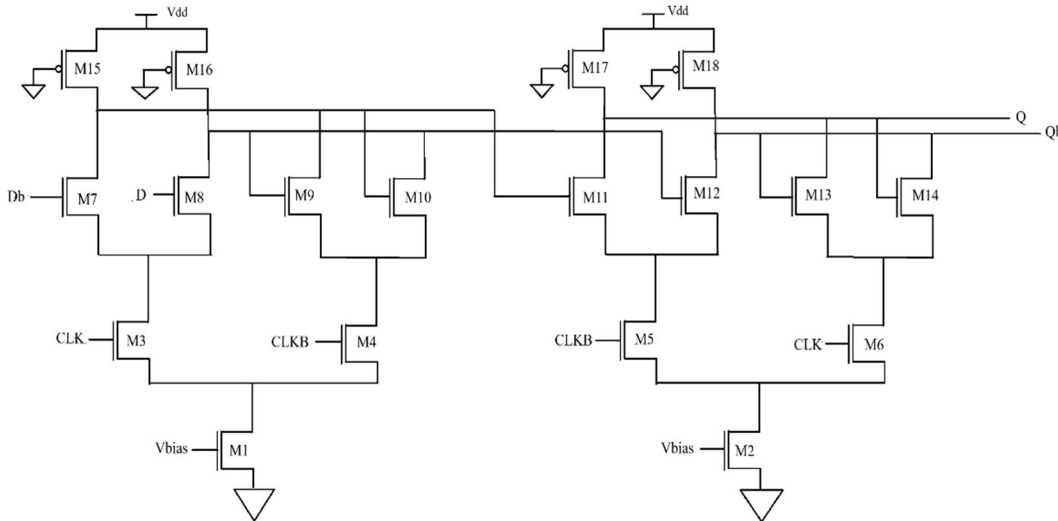 Vdd
Vdd
M15
M16
M17
M18
Q
Qb
Db
M7
.D
M8
M9
M10
M11
M12
M13
M14
CLK.
M3
CLKB
M4
CLKB
M5
CLK
M6
Vbias
M1
Vbias
M2